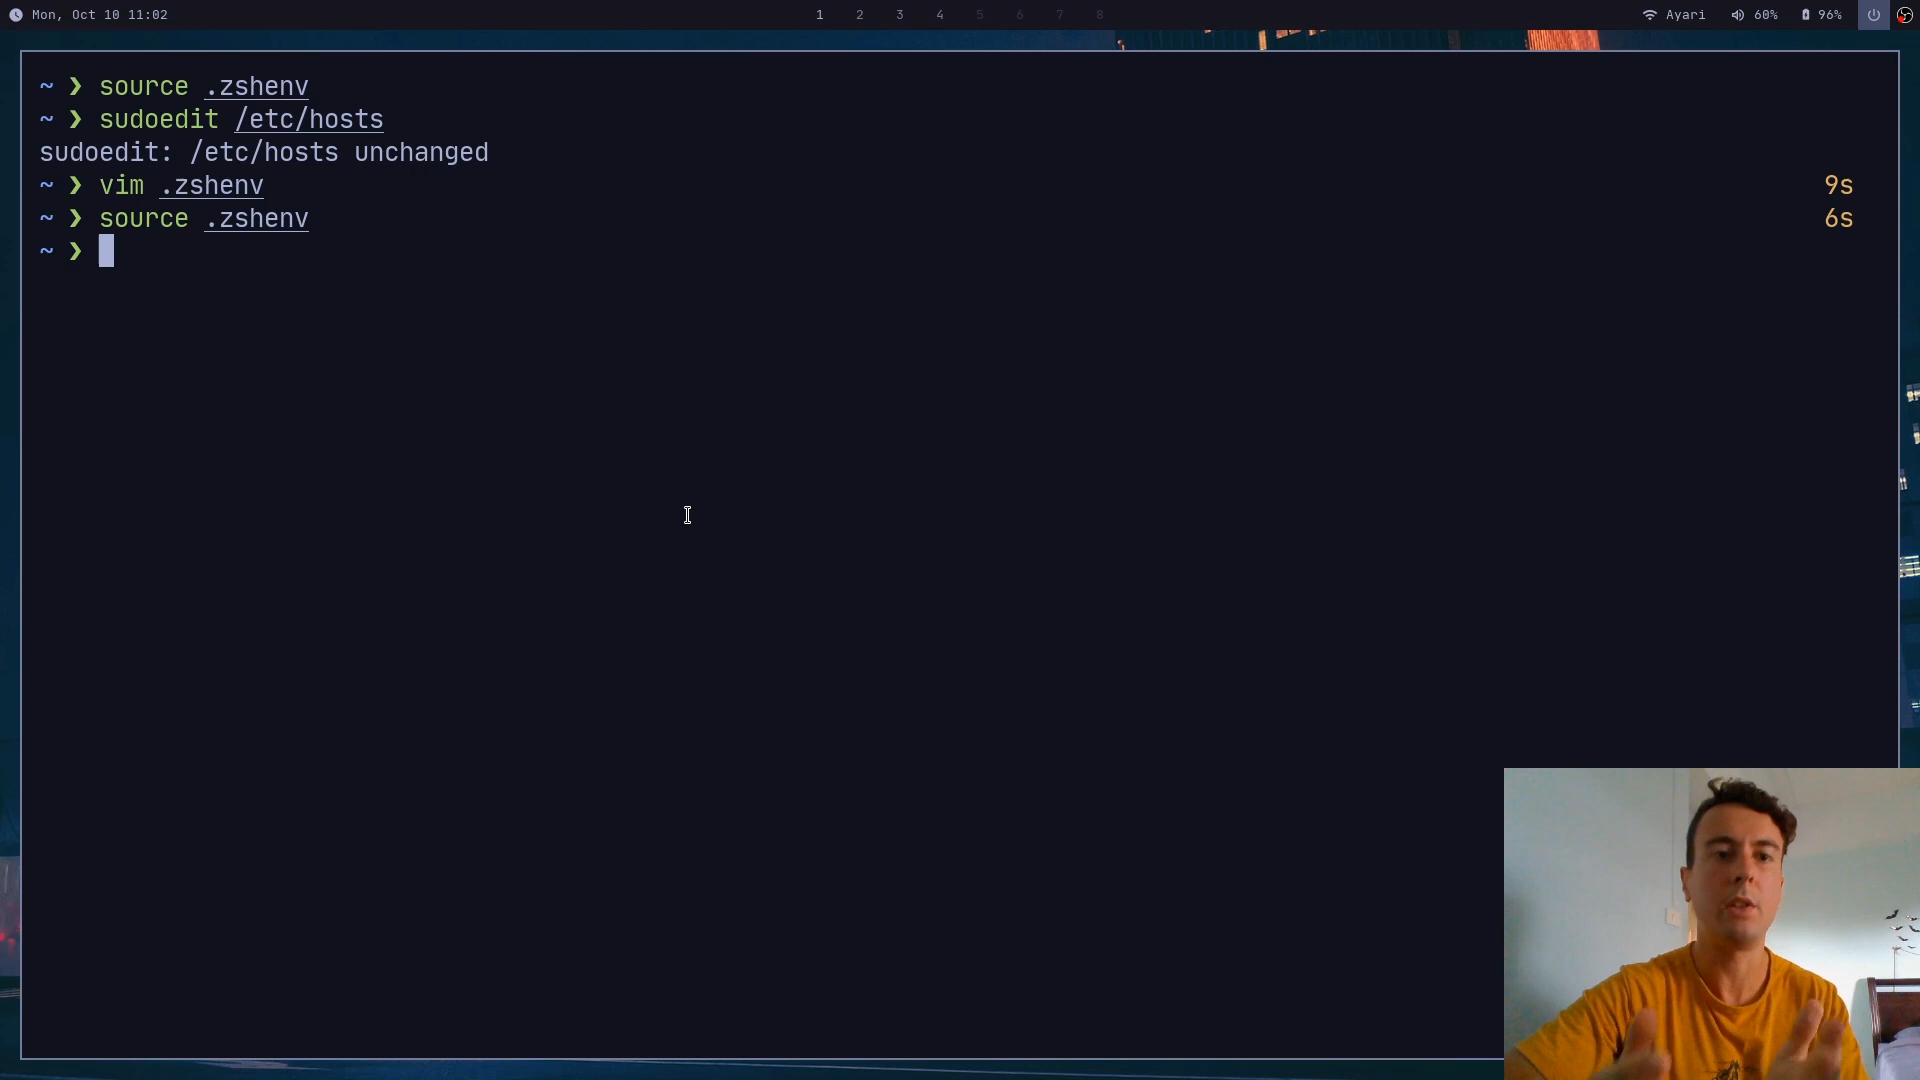 Mon, Oct 10 11:02 1 2 3 4 5 6 7 8 Ayari 60% 96%
~ ❯ source .zshenv
~ ❯ sudoedit /etc/hosts
sudoedit: /etc/hosts unchanged
~ ❯ vim .zshenv 9s
~ ❯ source .zshenv 6s
~ ❯